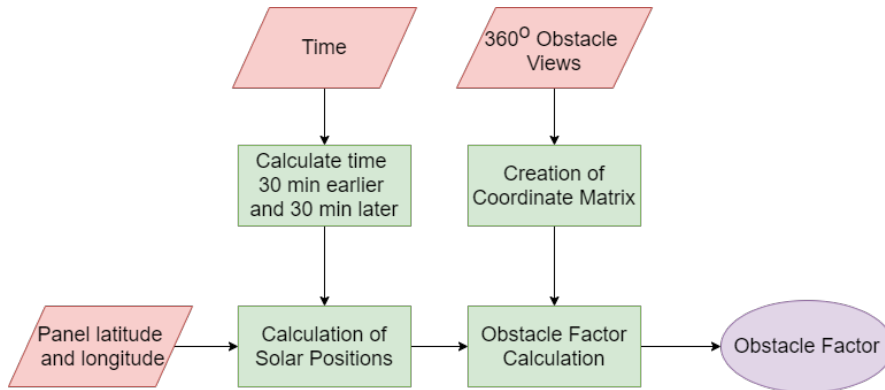 Time
360° Obstacle
Views
Calculate time
30 min earlier
and 30 min later
Creation of
Coordinate Matrix
Panel latitude
and longitude
Calculation of
Solar Positions
Obstacle Factor
Calculation
Obstacle Factor